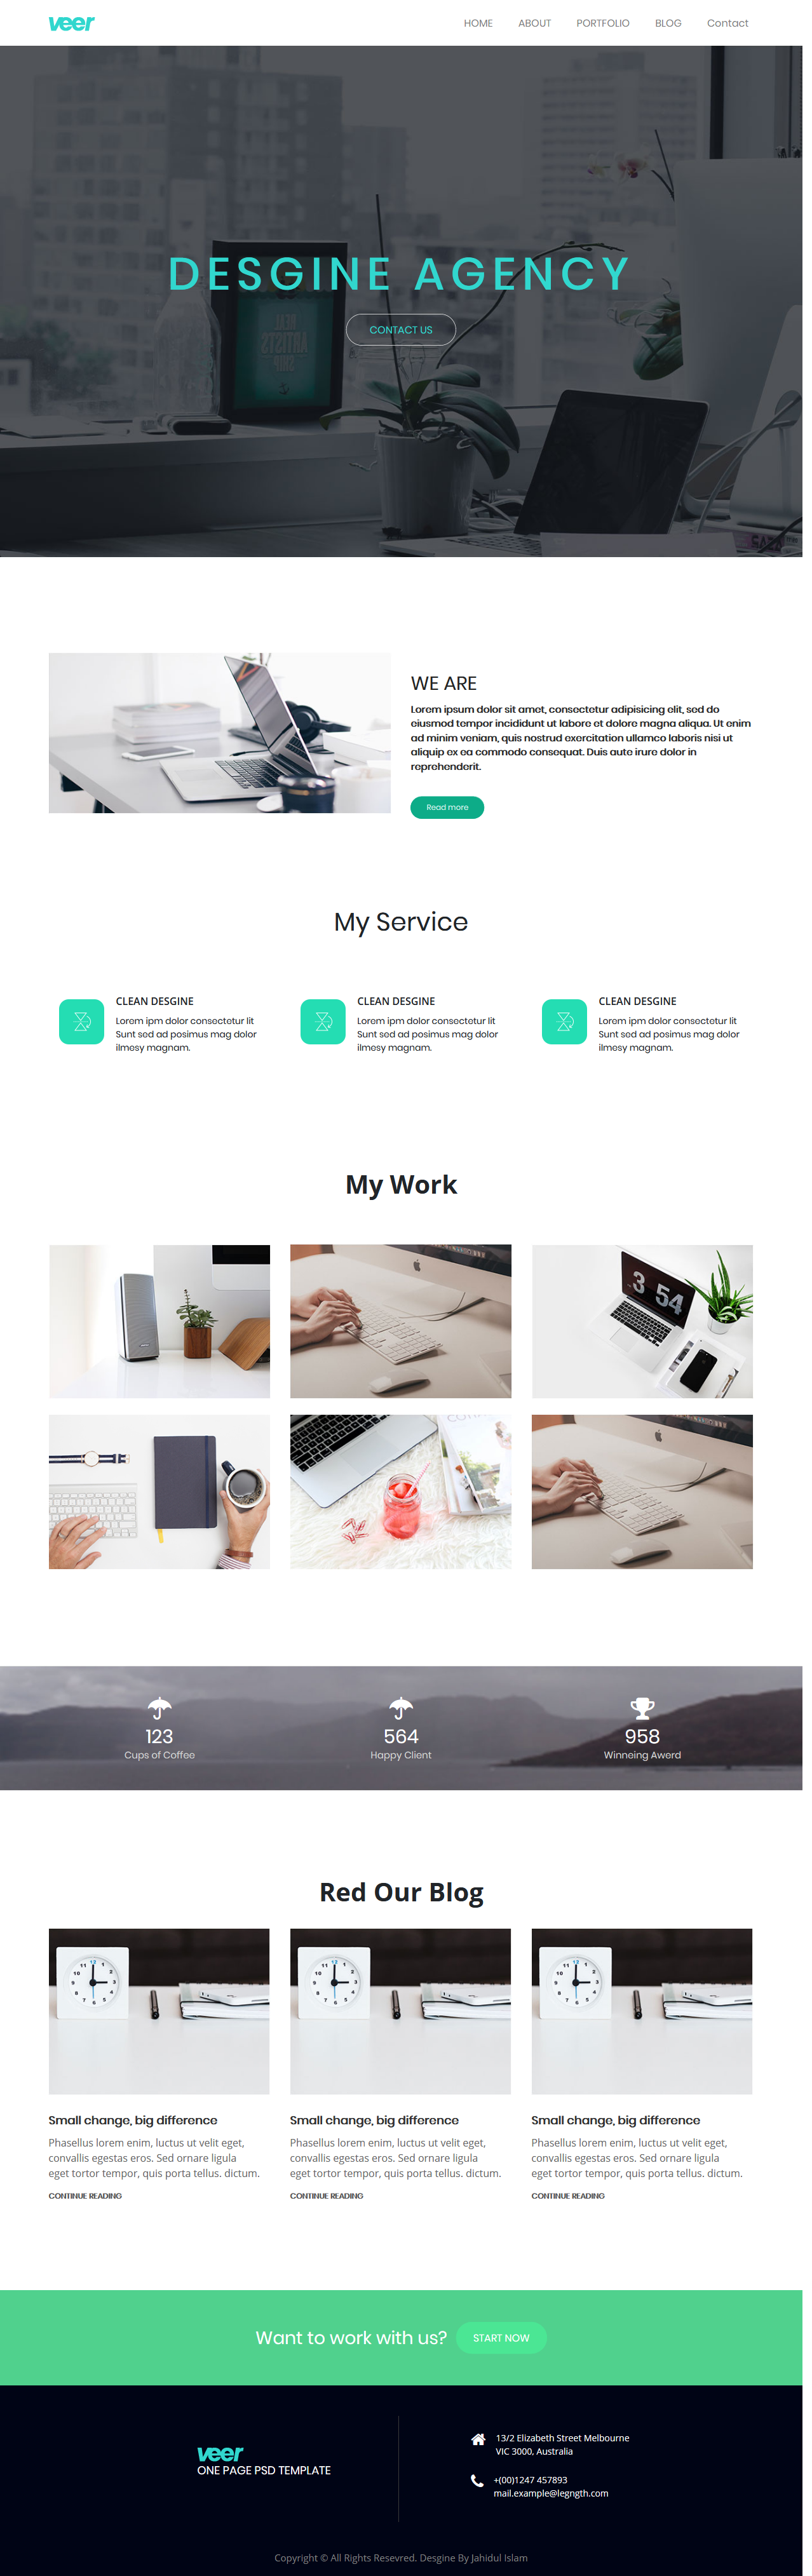 veer
HOME ABOUT PORTFOLIO BLOG Contact
DESGINE AGENCY
CONTACT US
WE ARE
Lorem ipsum dolor sit amet, consectetur adipisicing elit, sed do
eiusmod tempor incididunt ut labore et dolore magna aliqua. Ut enim
ad minim veniam, quis nostrud exercitation ullamco laboris nisi ut
aliquip ex ea commodo consequat. Duis aute irure dolor in
reprehenderit.
Read more
My Service
CLEAN DESGINE
Lorem ipm dolor consectetur lit
Sunt sed ad posimus mag dolor
ilmesy magnam.
CLEAN DESGINE
Lorem ipm dolor consectetur lit
Sunt sed ad posimus mag dolor
ilmesy magnam.
CLEAN DESGINE
Lorem ipm dolor consectetur lit
Sunt sed ad posimus mag dolor
ilmesy magnam.
My Work
3 54
123
Cups of Coffee
564
Happy Client
958
Winneing Awerd
Red Our Blog
Small change, big difference
Phasellus lorem enim, luctus ut velit eget,
convallis egestas eros. Sed ornare ligula
eget tortor tempor, quis porta tellus. dictum.
CONTINUE READING
Small change, big difference
Phasellus lorem enim, luctus ut velit eget,
convallis egestas eros. Sed ornare ligula
eget tortor tempor, quis porta tellus. dictum.
CONTINUE READING
Small change, big difference
Phasellus lorem enim, luctus ut velit eget,
convallis egestas eros. Sed ornare ligula
eget tortor tempor, quis porta tellus. dictum.
CONTINUE READING
Want to work with us? START NOW
veer
ONE PAGE PSD TEMPLATE
13/2 Elizabeth Street Melbourne
VIC 3000, Australia
+(00)1247 457893
mail.example@legngth.com
Copyright © All Rights Resevred. Desgine By Jahidul Islam